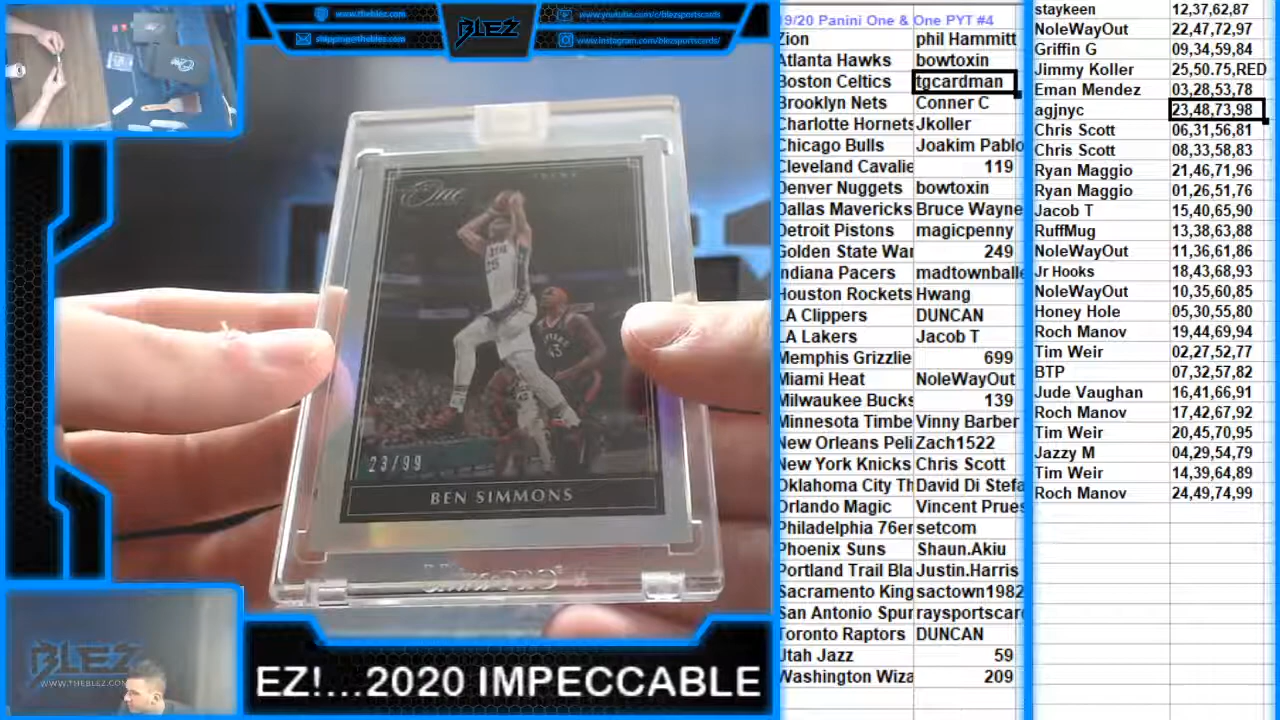 www.theblez.com
shipping@theblez.com
BLEZ
www.youtube.com/c/blezsportscards/
www.instagram.com/blezsportscards/
One
23/99
BEN SIMMONS
BLEZ
WWW.THEBLEZ.COM
EZ!...2020 IMPECCABLE
19/20 Panini One & One PYT #4
Zion phil Hammitt
Atlanta Hawks bowtoxin
Boston Celtics tgcardman
Brooklyn Nets Conner C
Charlotte Hornets Jkoller
Chicago Bulls Joakim Pablo
Cleveland Cavalie 119
Denver Nuggets bowtoxin
Dallas Mavericks Bruce Wayne
Detroit Pistons magicpenny
Golden State War 249
Indiana Pacers madtownballe
Houston Rockets Hwang
LA Clippers DUNCAN
LA Lakers Jacob T
Memphis Grizzlie 699
Miami Heat NoleWayOut
Milwaukee Bucks 139
Minnesota Timbe Vinny Barber
New Orleans Peli Zach1522
New York Knicks Chris Scott
Oklahoma City Th David Di Stefa
Orlando Magic Vincent Prues
Philadelphia 76er setcom
Phoenix Suns Shaun.Akiu
Portland Trail Bla Justin.Harris
Sacramento King sactown1982
San Antonio Spur raysportscar
Toronto Raptors DUNCAN
Utah Jazz 59
Washington Wiza 209
staykeen 12,37,62,87
NoleWayOut 22,47,72,97
Griffin G 09,34,59,84
Jimmy Koller 25,50.75,RED
Eman Mendez 03,28,53,78
agjnyc 23,48,73,98
Chris Scott 06,31,56,81
Chris Scott 08,33,58,83
Ryan Maggio 21,46,71,96
Ryan Maggio 01,26,51,76
Jacob T 15,40,65,90
RuffMug 13,38,63,88
NoleWayOut 11,36,61,86
Jr Hooks 18,43,68,93
NoleWayOut 10,35,60,85
Honey Hole 05,30,55,80
Roch Manov 19,44,69,94
Tim Weir 02,27,52,77
BTP 07,32,57,82
Jude Vaughan 16,41,66,91
Roch Manov 17,42,67,92
Tim Weir 20,45,70,95
Jazzy M 04,29,54,79
Tim Weir 14,39,64,89
Roch Manov 24,49,74,99